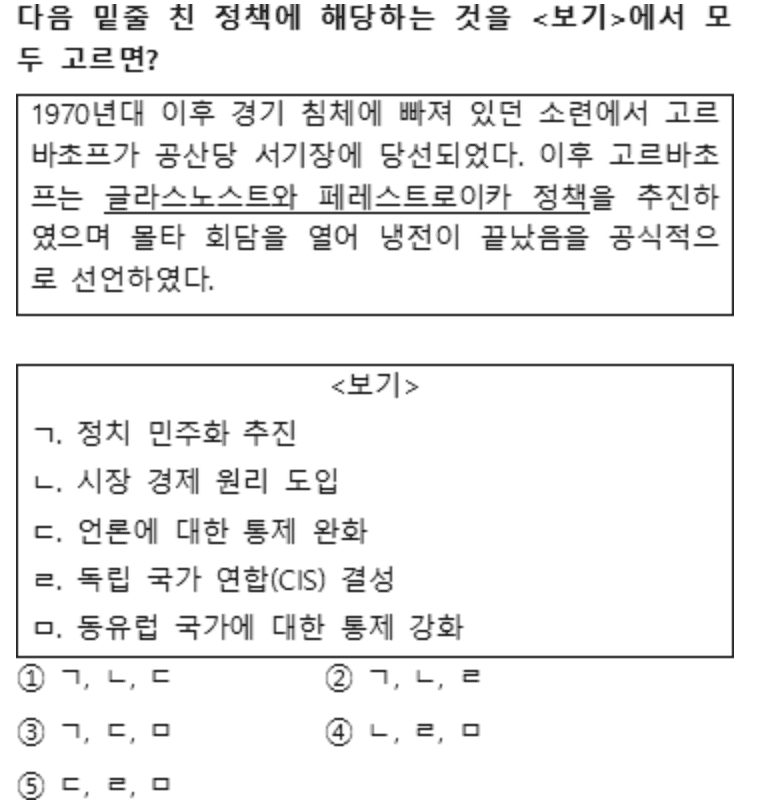 다음 밑줄 친 정책에 해당하는 것을 <보기>에서 모
두 고르면?
1970년대 이후 경기 침체에 빠져 있던 소련에서 고르
바초프가 공산당 서기장에 당선되었다. 이후 고르바초
프는 글라스노스트와 페레스트로이카 정책을 추진하
였으며 몰타 회담을 열어 냉전이 끝났음을 공식적으
로 선언하였다.
<보기>
ㄱ. 정치 민주화 추진
ㄴ. 시장 경제 원리 도입
ㄷ. 언론에 대한 통제 완화
ㄹ. 독립 국가 연합(CIS) 결성
ㅁ. 동유럽 국가에 대한 통제 강화
① ㄱ, ㄴ, ㄷ ② ㄱ, ㄴ, ㄹ
③ ㄱ, ㄷ, ㅁ ④ ㄴ, ㄹ, ㅁ
⑤ ㄷ, ㄹ, ㅁ